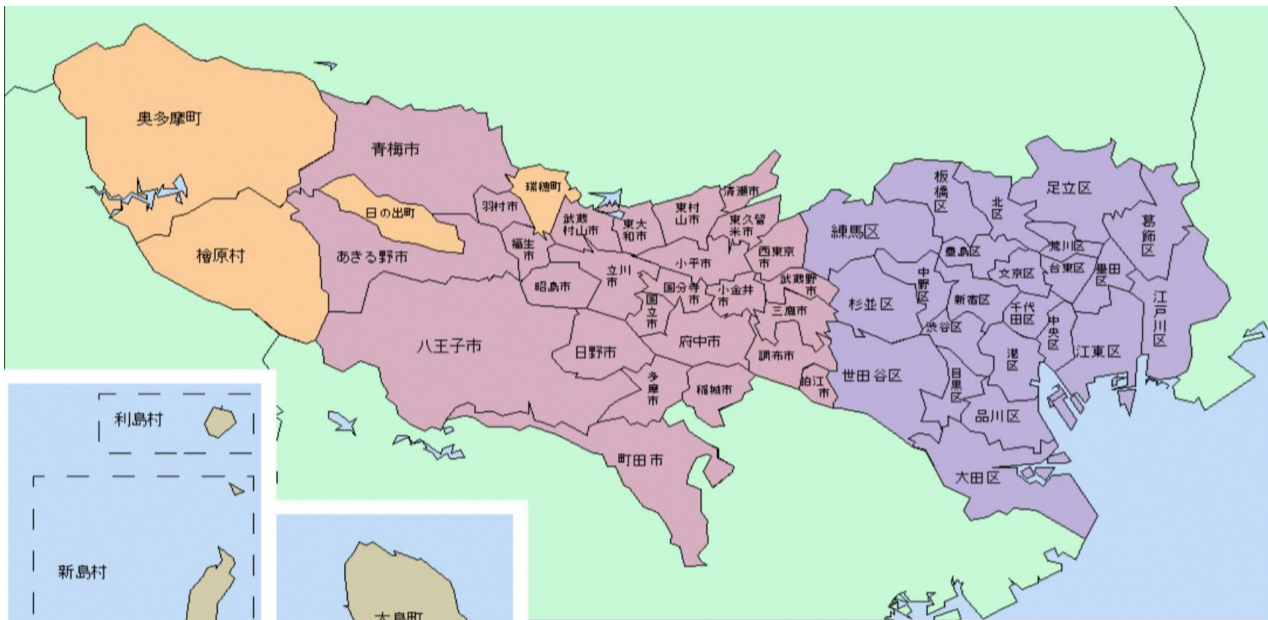 奥多摩町
青梅市
瑞穂町
日の出町
檜原村
あきる野市
羽村市
福生
市
武蔵
村山市
東大
和市
東村
山市
清瀬市
東久留
米市
西東京
市
昭島市
立川
市
小平市
国分寺
市
国立
市
小金井
市
武蔵野
市
三鷹市
八王子市
日野市
府中市
調布市
狛江
市
多摩
市
稲城市
町田市
練馬区
板橋区
北区
足立区
葛飾区
豊島区
荒川区
文京区
台東区
墨田
区
杉並区
中野区
新宿区
千代
田区
中央区
江東区
江戸川区
渋谷区
港区
世田谷区
目黒区
品川区
大田区
利島村
新島村
大島町